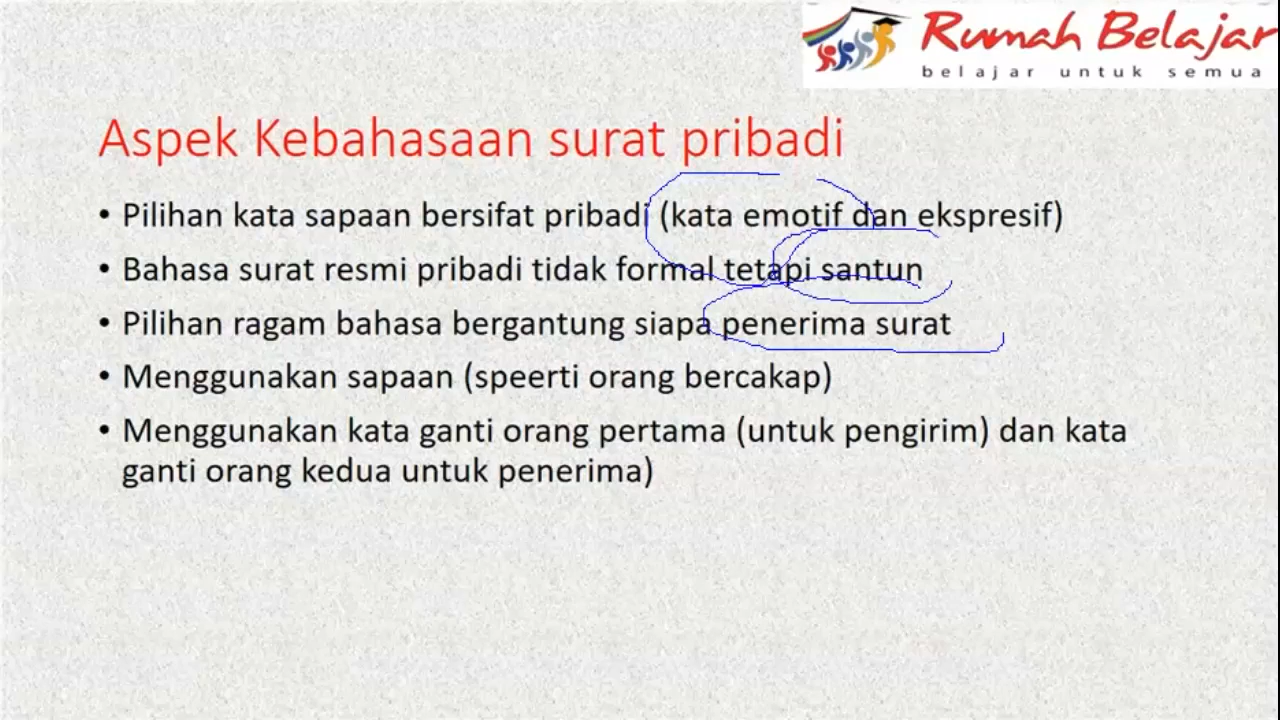 Rumah Belajar
belajar untuk semua
Aspek Kebahasaan surat pribadi
• Pilihan kata sapaan bersifat pribadi (kata emotif dan ekspresif)
• Bahasa surat resmi pribadi tidak formal tetapi santun
• Pilihan ragam bahasa bergantung siapa penerima surat
• Menggunakan sapaan (speerti orang bercakap)
• Menggunakan kata ganti orang pertama (untuk pengirim) dan kata
ganti orang kedua untuk penerima)